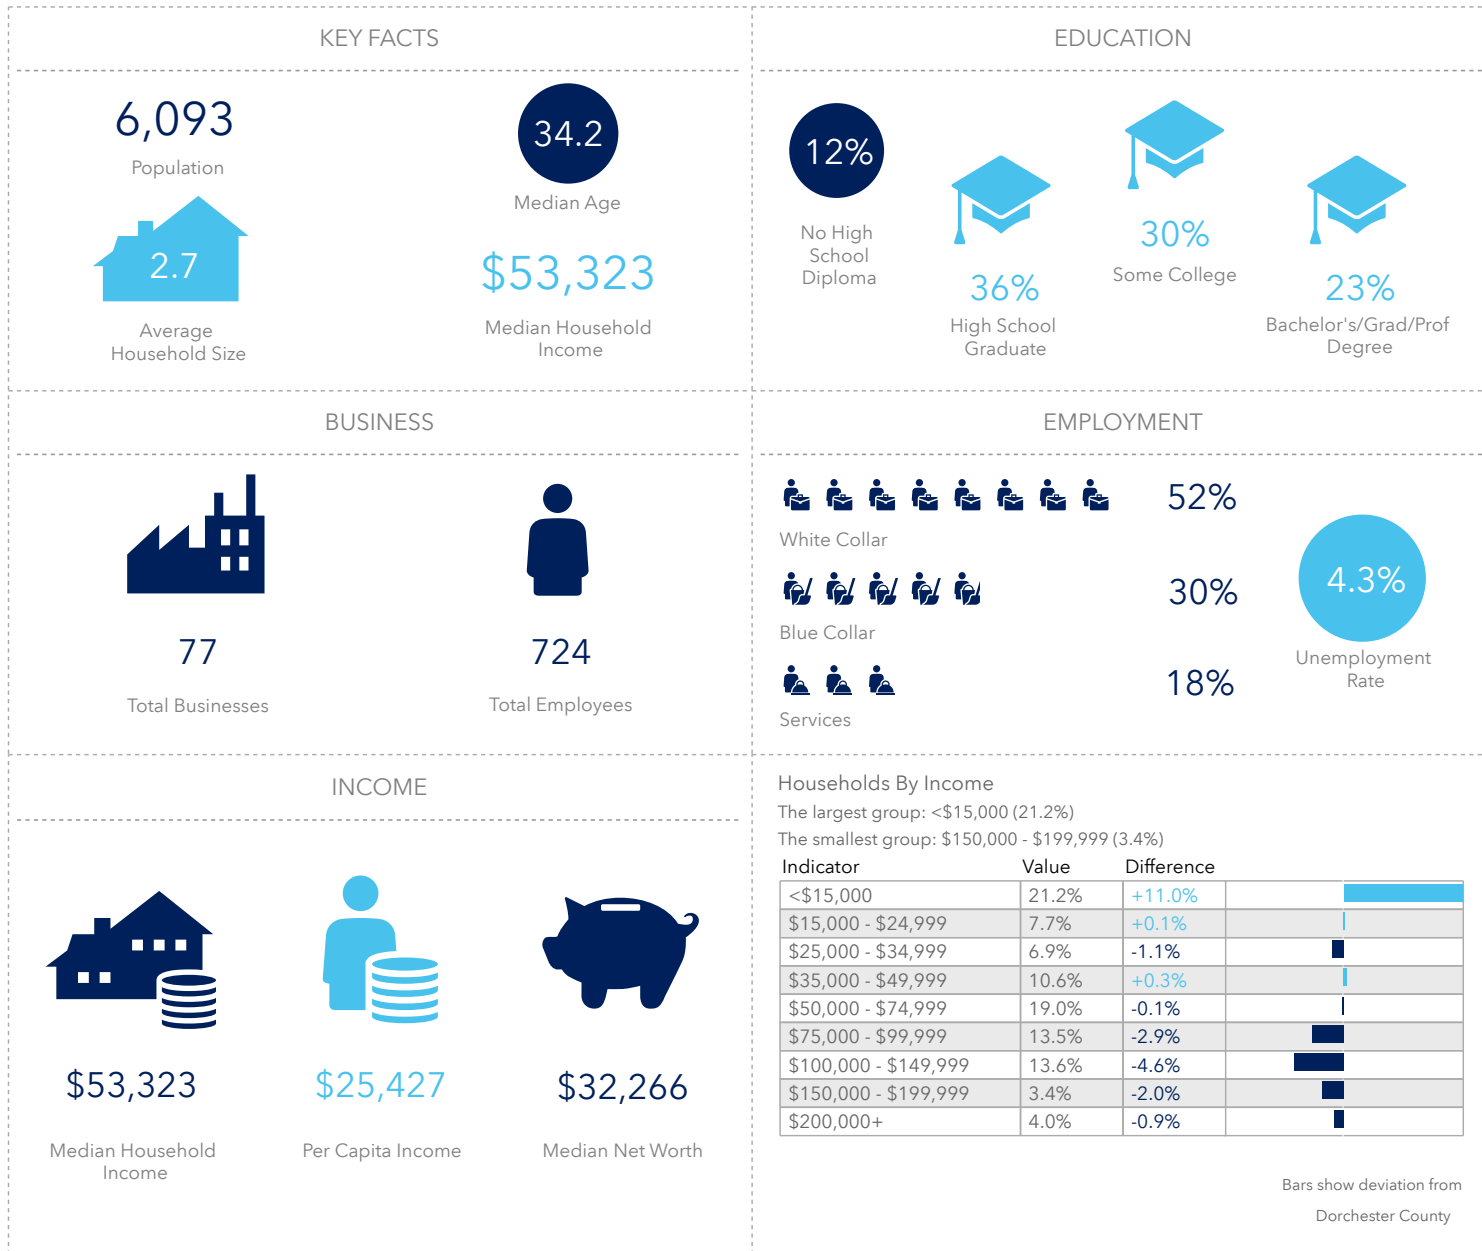 KEY FACTS
6,093
Population
2.7
Average
Household Size
34.2
Median Age
$53,323
Median Household
Income
EDUCATION
12%
No High
School
Diploma
36%
High School
Graduate
30%
Some College
23%
Bachelor's/Grad/Prof
Degree
BUSINESS
77
Total Businesses
724
Total Employees
EMPLOYMENT
52%
White Collar
30%
Blue Collar
18%
Services
4.3%
Unemployment
Rate
INCOME
$53,323
Median Household
Income
$25,427
Per Capita Income
$32,266
Median Net Worth
Households By Income
The largest group: <$15,000 (21.2%)
The smallest group: $150,000 - $199,999 (3.4%)
Indicator Value Difference
<$15,000 21.2% +11.0%
$15,000 - $24,999 7.7% +0.1%
$25,000 - $34,999 6.9% -1.1%
$35,000 - $49,999 10.6% +0.3%
$50,000 - $74,999 19.0% -0.1%
$75,000 - $99,999 13.5% -2.9%
$100,000 - $149,999 13.6% -4.6%
$150,000 - $199,999 3.4% -2.0%
$200,000+ 4.0% -0.9%
Bars show deviation from
Dorchester County